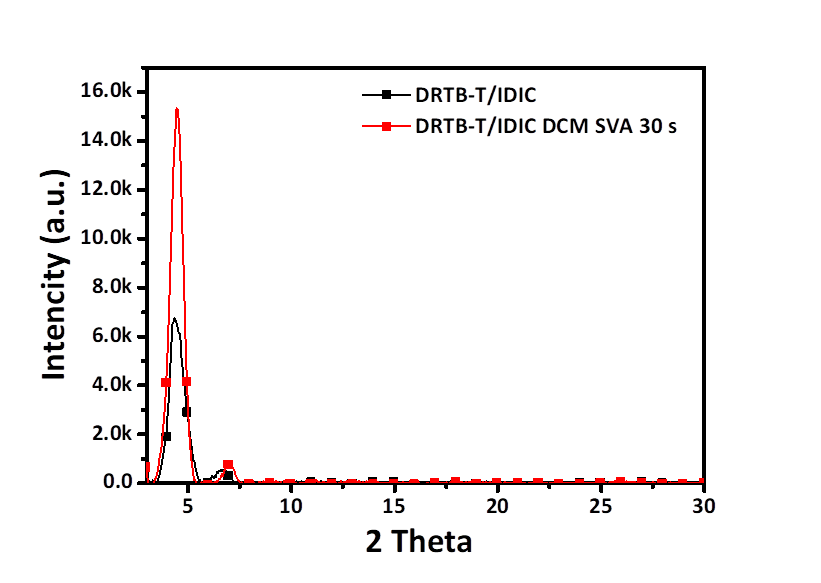 16.0k
14.0k
12.0k
10.0k
8.0k
6.0k
4.0k
2.0k
0.0
Intencity (a.u.)
DRTB-T/IDIC
DRTB-T/IDIC DCM SVA 30 s
5 10 15 20 25 30
2 Theta